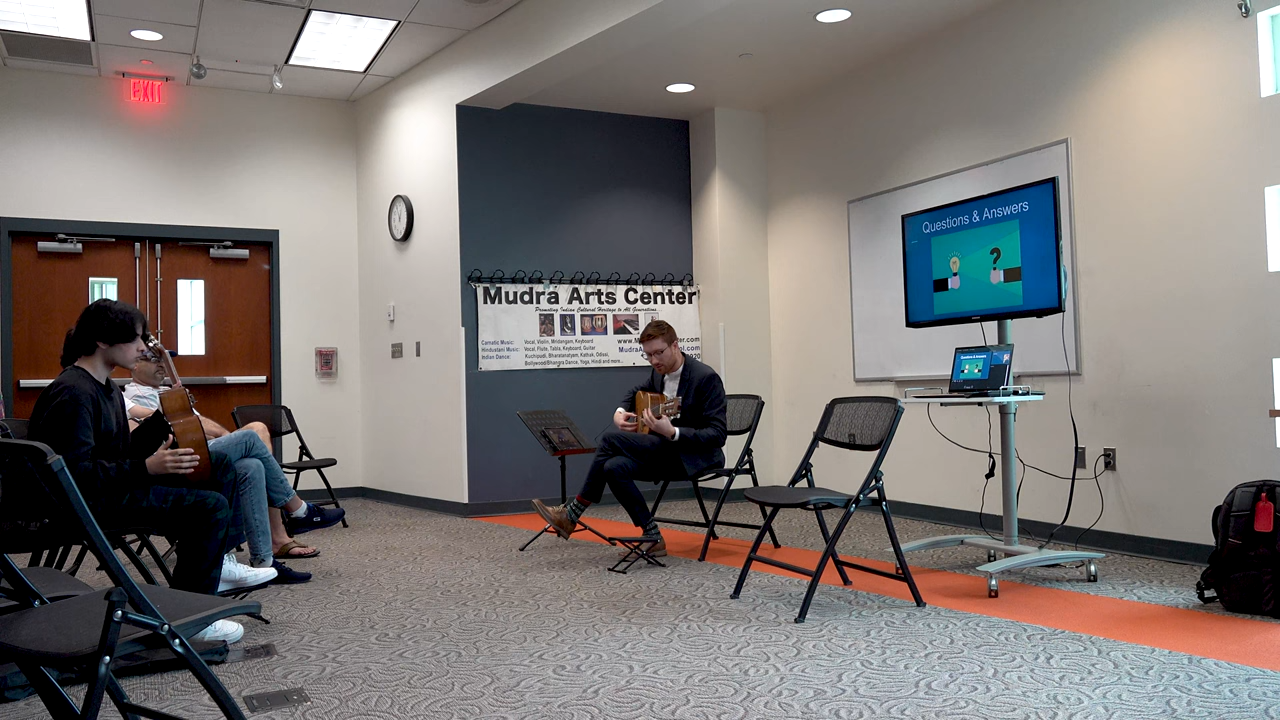 EXIT
Questions & Answers
Mudra Arts Center
Promoting Indian Cultural Heritage to All Generations
Carnatic Music: Vocal, Violin, Mridangam, Keyboard
Hindustani Music: Vocal, Flute, Tabla, Keyboard, Guitar
Indian Dance: Kuchipudi, Bharatanatyam, Kathak, Odissi,
Bollywood/Bhangra Dance, Yoga, Hindi and more...
Questions & Answers